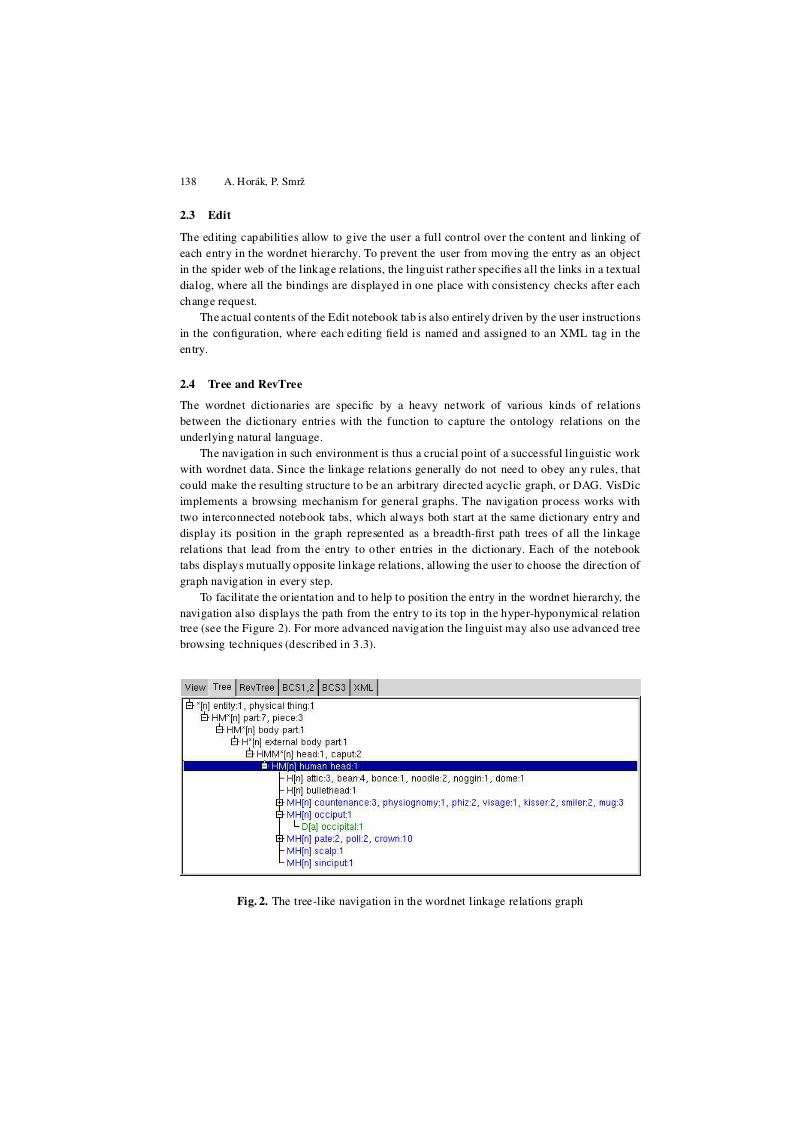 138 A. Horák, P. Smrž
2.3 Edit
The editing capabilities allow to give the user a full control over the content and linking of
each entry in the wordnet hierarchy. To prevent the user from moving the entry as an object
in the spider web of the linkage relations, the linguist rather specifies all the links in a textual
dialog, where all the bindings are displayed in one place with consistency checks after each
change request.
The actual contents of the Edit notebook tab is also entirely driven by the user instructions
in the configuration, where each editing field is named and assigned to an XML tag in the
entry.
2.4 Tree and RevTree
The wordnet dictionaries are specific by a heavy network of various kinds of relations
between the dictionary entries with the function to capture the ontology relations on the
underlying natural language.
The navigation in such environment is thus a crucial point of a successful linguistic work
with wordnet data. Since the linkage relations generally do not need to obey any rules, that
could make the resulting structure to be an arbitrary directed acyclic graph, or DAG. VisDic
implements a browsing mechanism for general graphs. The navigation process works with
two interconnected notebook tabs, which always both start at the same dictionary entry and
display its position in the graph represented as a breadth-first path trees of all the linkage
relations that lead from the entry to other entries in the dictionary. Each of the notebook
tabs displays mutually opposite linkage relations, allowing the user to choose the direction of
graph navigation in every step.
To facilitate the orientation and to help to position the entry in the wordnet hierarchy, the
navigation also displays the path from the entry to its top in the hyper-hyponymical relation
tree (see the Figure 2). For more advanced navigation the linguist may also use advanced tree
browsing techniques (described in 3.3).
View Tree RevTree BCS1,2 BCS3 XML
*[n] entity:1, physical thing:1
HM*[n] part:7, piece:3
HM*[n] body part:1
H*[n] external body part:1
HMM*[n] head:1, caput:2
HM[n] human head:1
H[n] attic:3, bean:4, bonce:1, noodle:2, noggin:1, dome:1
H[n] bullethead:1
MH[n] countenance:3, physiognomy:1, phiz:2, visage:1, kisser:2, smiler:2, mug:3
MH[n] occiput:1
D[a] occipital:1
MH[n] pate:2, poll:2, crown:10
MH[n] scalp:1
MH[n] sinciput:1
Fig. 2. The tree-like navigation in the wordnet linkage relations graph